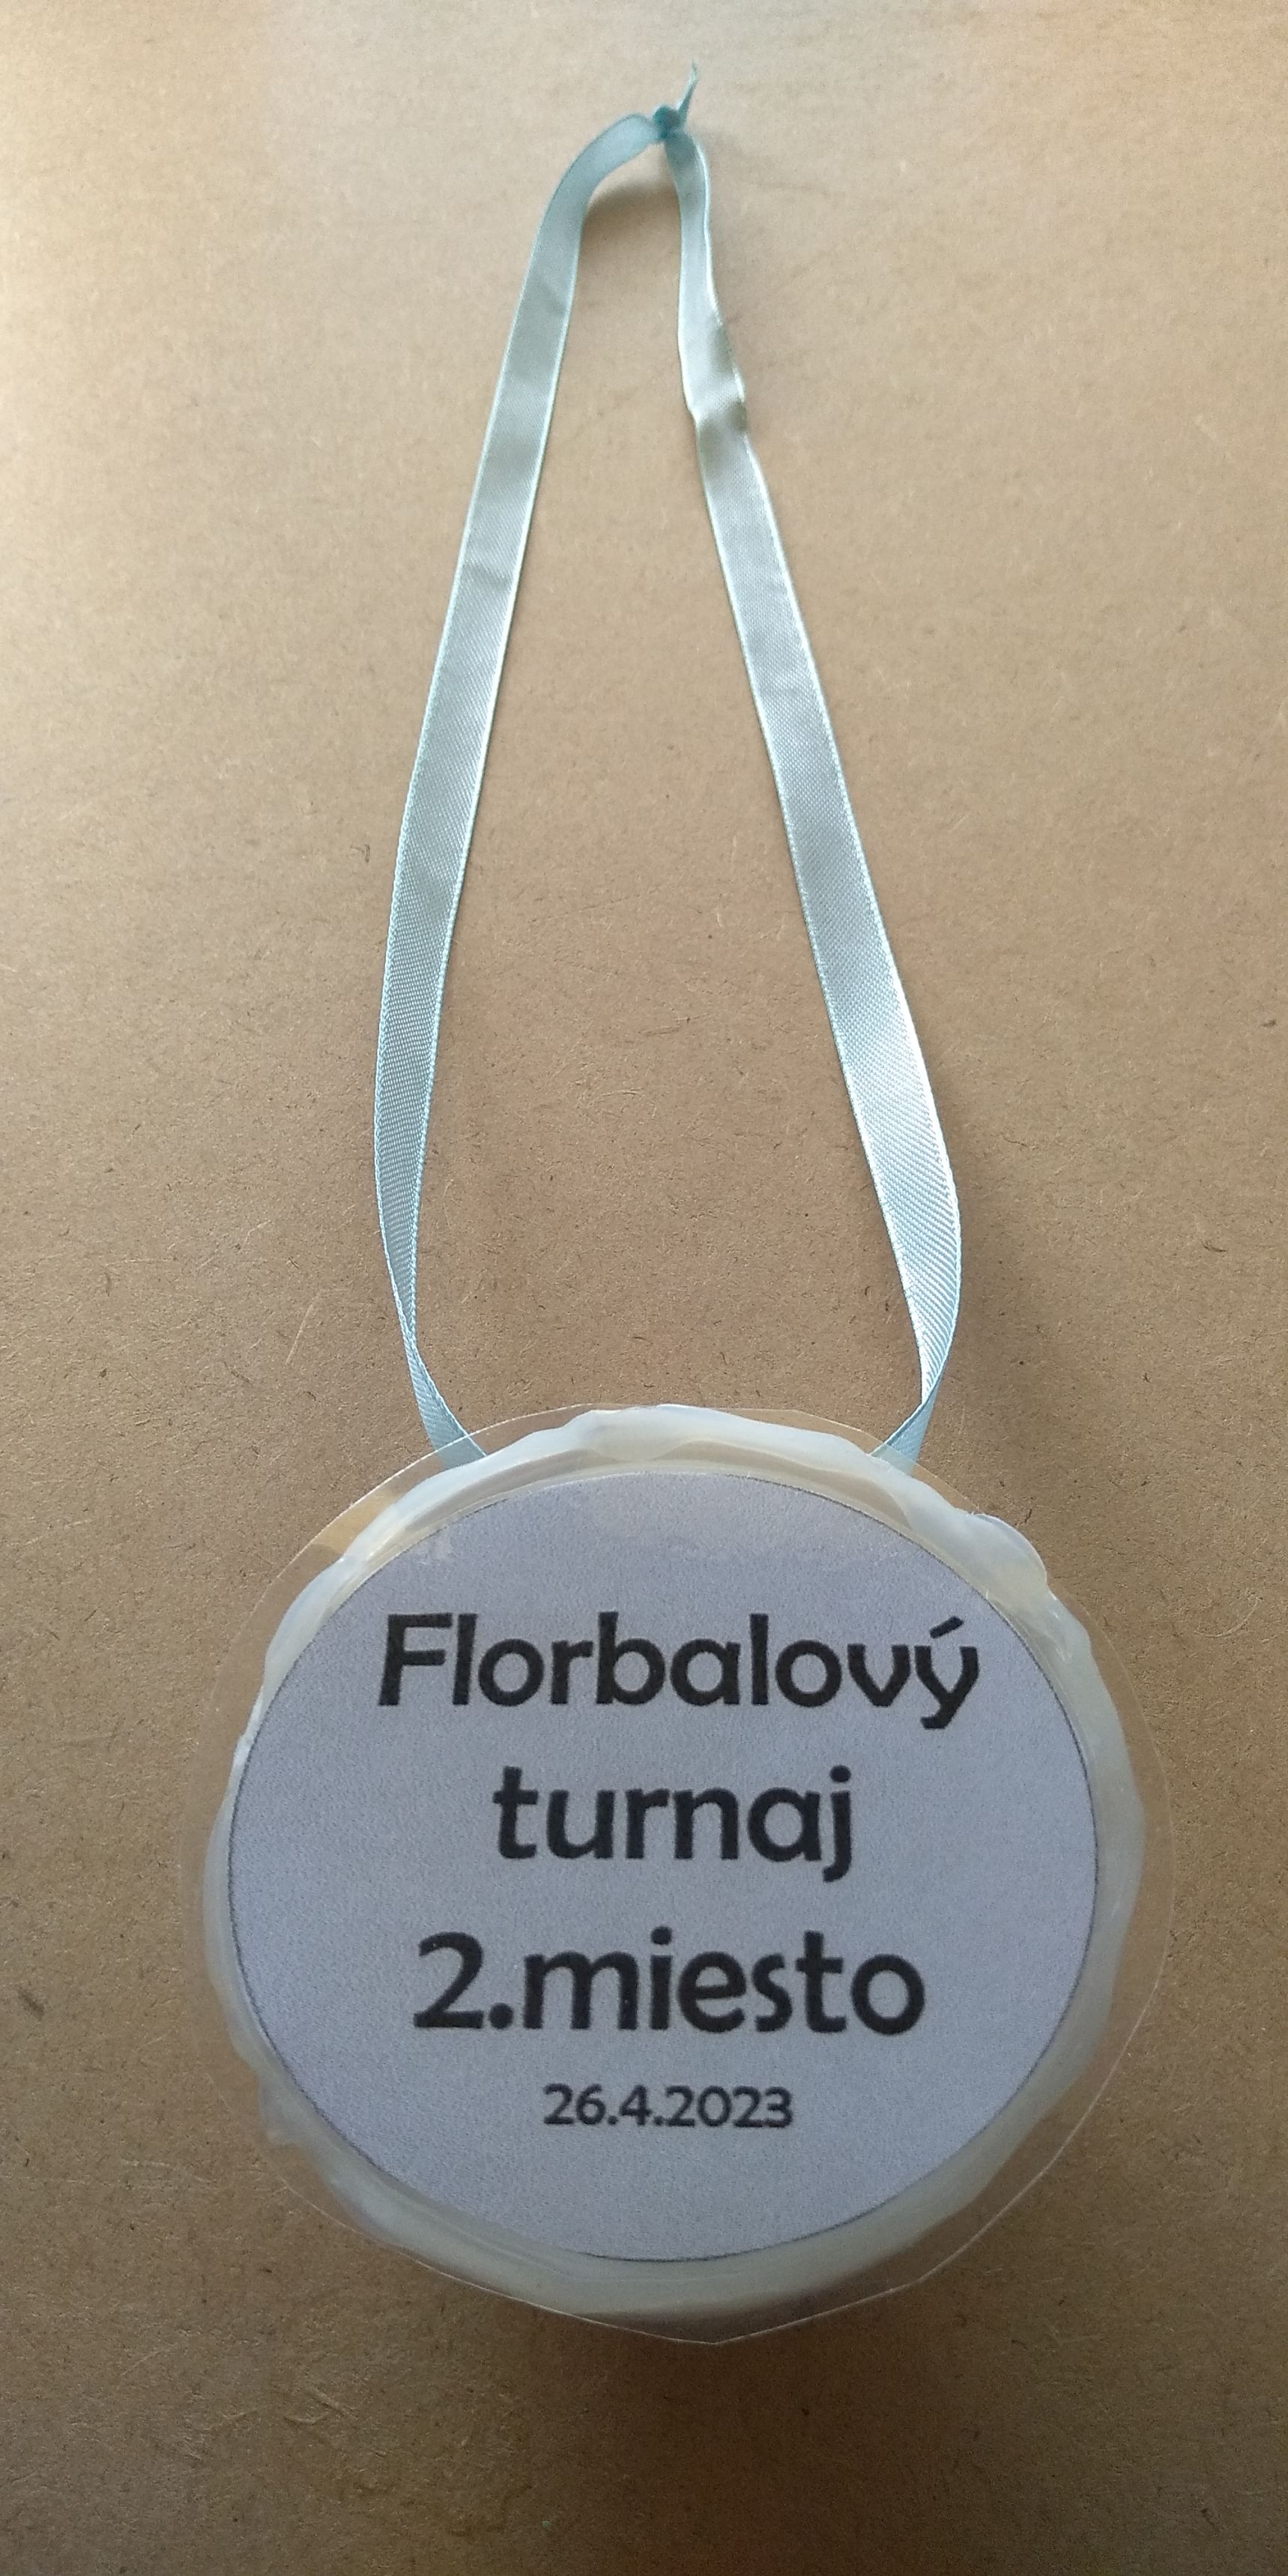 Florbalový
turnaj
2.miesto
26.4.2023